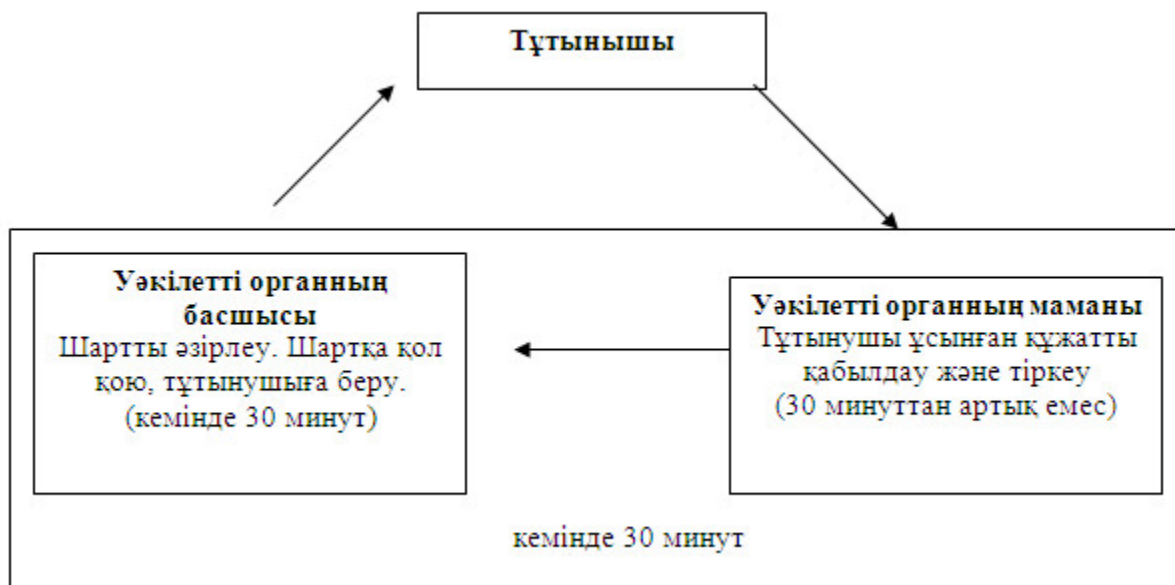 Тұтынышы
Уәкілетті органның
басшысы
Шартты әзірлеу. Шартқа қол
қою, тұтынушыға беру.
(кемінде 30 минут)
Уәкілетті органның маманы
Тұтынушы ұсынған құжатты
қабылдау және тіркеу
(30 минуттан артық емес)
кемінде 30 минут